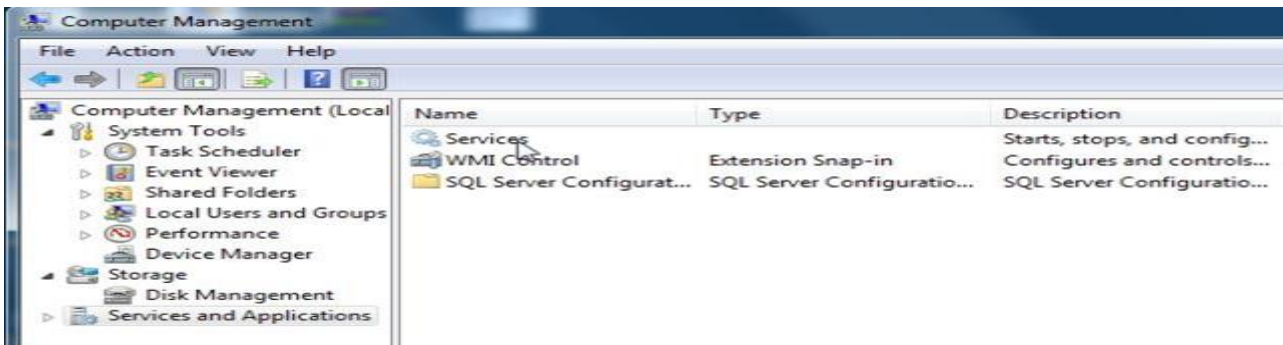 Computer Management
File Action View Help
Computer Management (Local
System Tools
Task Scheduler
Event Viewer
Shared Folders
Local Users and Groups
Performance
Device Manager
Storage
Disk Management
Services and Applications
Name Type Description
Services Starts, stops, and config...
WMI Control Extension Snap-in Configures and controls...
SQL Server Configurat... SQL Server Configuratio... SQL Server Configuratio...